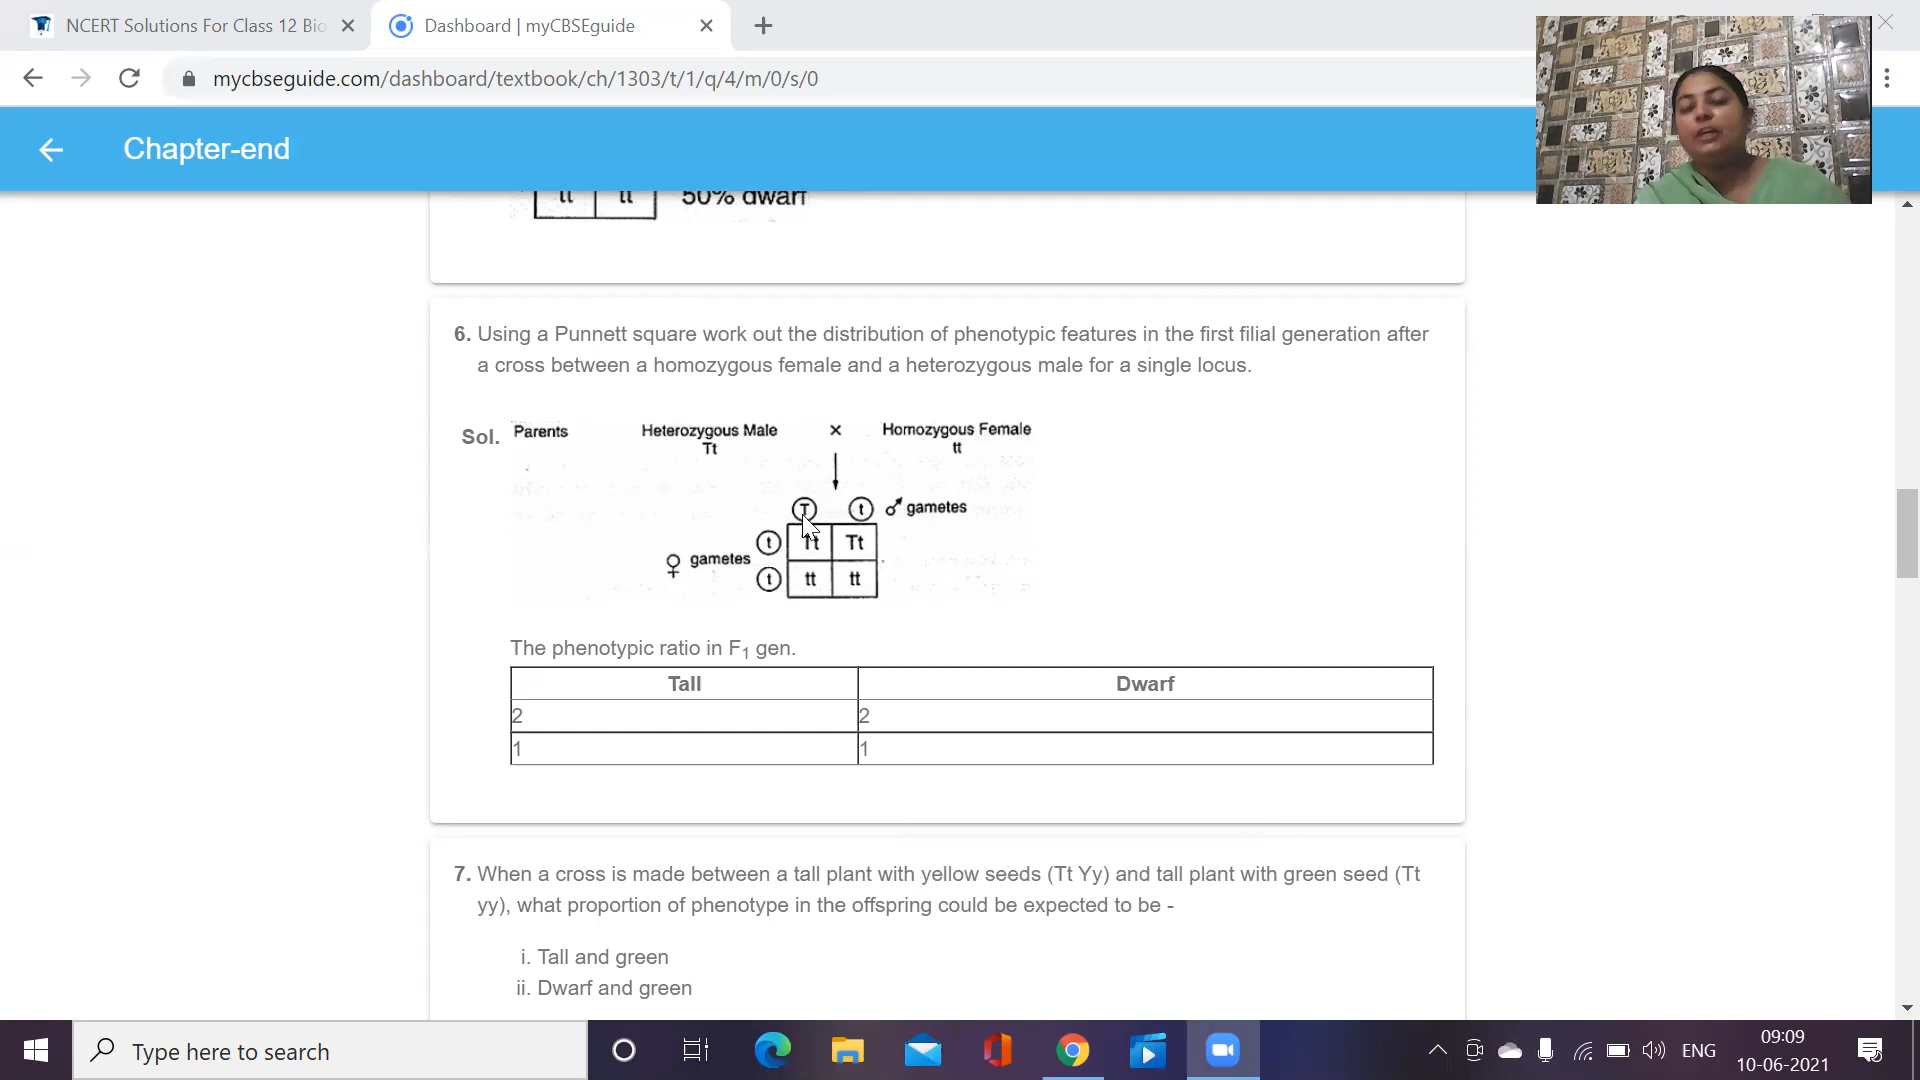 NCERT Solutions For Class 12 Bio
Dashboard | myCBSEguide
mycbseguide.com/dashboard/textbook/ch/1303/t/1/q/4/m/0/s/0
Chapter-end
tt tt 50% dwarf
6. Using a Punnett square work out the distribution of phenotypic features in the first filial generation after
a cross between a homozygous female and a heterozygous male for a single locus.
Sol. Parents Heterozygous Male × Homozygous Female
Tt tt
T t ♂ gametes
t Tt Tt
♀ gametes
t tt tt
The phenotypic ratio in F1 gen.
Tall Dwarf
2 2
1 1
7. When a cross is made between a tall plant with yellow seeds (Tt Yy) and tall plant with green seed (Tt
yy), what proportion of phenotype in the offspring could be expected to be -
i. Tall and green
ii. Dwarf and green
Type here to search
ENG
09:09
10-06-2021